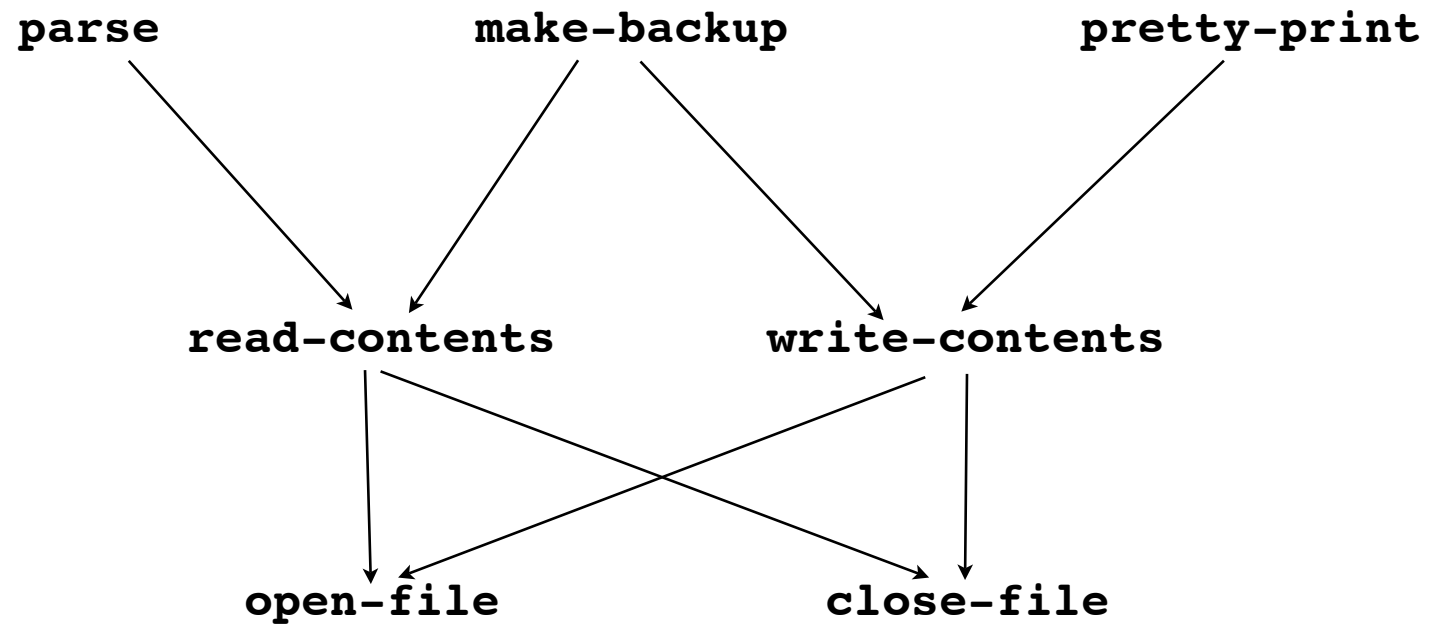 parse make-backup pretty-print
read-contents write-contents
open-file close-file